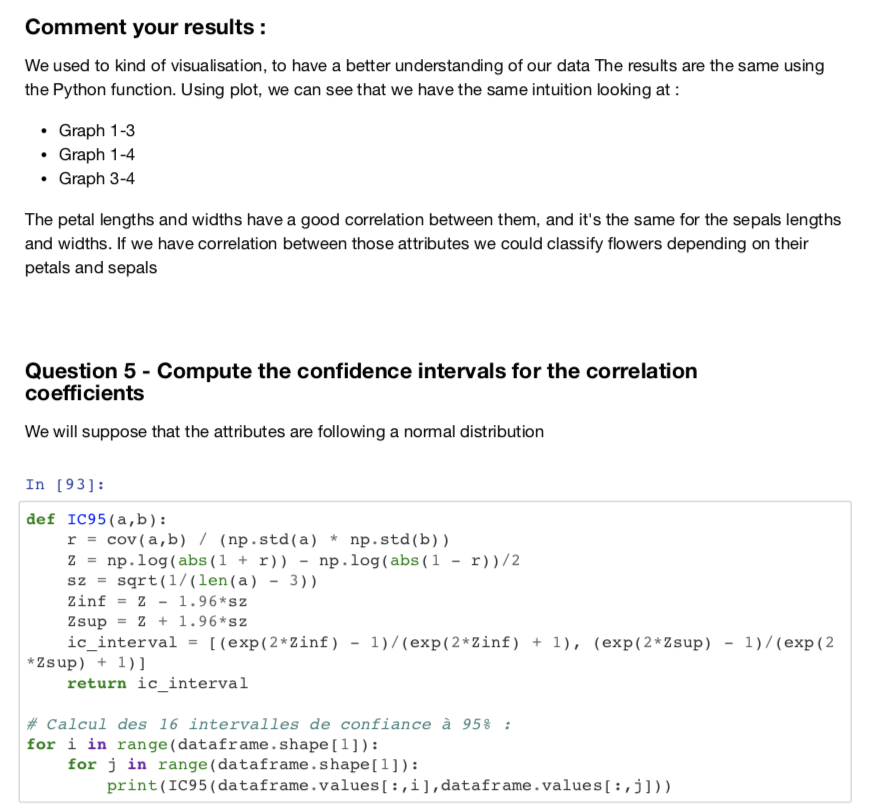 Comment your results :
We used to kind of visualisation, to have a better understanding of our data The results are the same using
the Python function. Using plot, we can see that we have the same intuition looking at :
• Graph 1-3
• Graph 1-4
• Graph 3-4
The petal lengths and widths have a good correlation between them, and it's the same for the sepals lengths
and widths. If we have correlation between those attributes we could classify flowers depending on their
petals and sepals
Question 5 - Compute the confidence intervals for the correlation
coefficients
We will suppose that the attributes are following a normal distribution
In [93]:
def IC95(a,b):
    r = cov(a,b) / (np.std(a) * np.std(b))
    Z = np.log(abs(1 + r)) - np.log(abs(1 - r))/2
    sz = sqrt(1/(len(a) - 3))
    Zinf = Z - 1.96*sz
    Zsup = Z + 1.96*sz
    ic_interval = [(exp(2*Zinf) - 1)/(exp(2*Zinf) + 1), (exp(2*Zsup) - 1)/(exp(2
*Zsup) + 1)]
    return ic_interval
# Calcul des 16 intervalles de confiance à 95% :
for i in range(dataframe.shape[1]):
    for j in range(dataframe.shape[1]):
        print(IC95(dataframe.values[:,i],dataframe.values[:,j]))